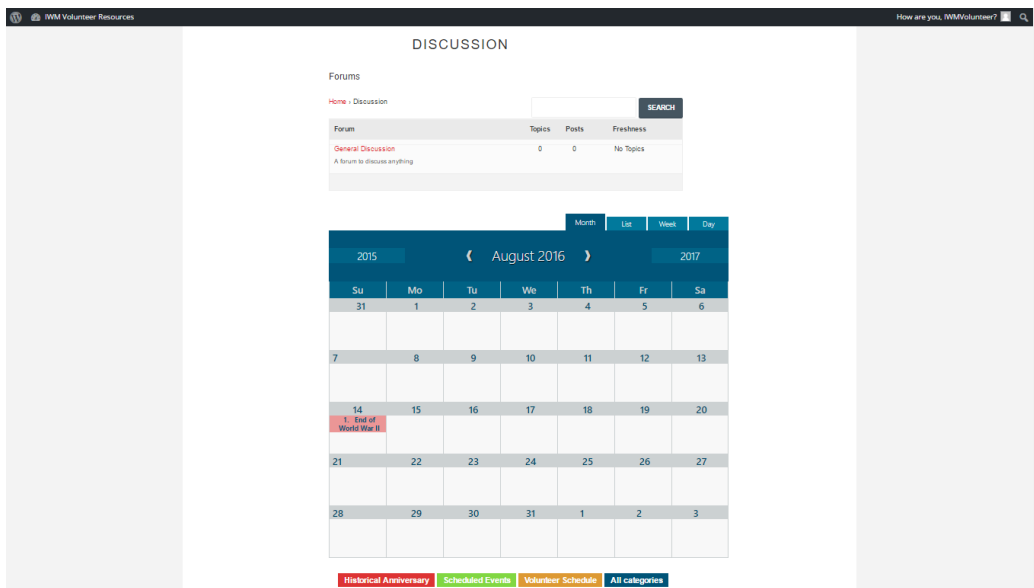 IWM Volunteer Resources How are you, IWMVolunteer?
DISCUSSION
Forums
Home › Discussion SEARCH
Forum Topics Posts Freshness
General Discussion 0 0 No Topics
A forum to discuss anything
Month List Week Day
2015 ❰ August 2016 ❱ 2017
Su Mo Tu We Th Fr Sa
31 1 2 3 4 5 6
7 8 9 10 11 12 13
14 15 16 17 18 19 20
1. End of
World War II
21 22 23 24 25 26 27
28 29 30 31 1 2 3
Historical Anniversary Scheduled Events Volunteer Schedule All categories